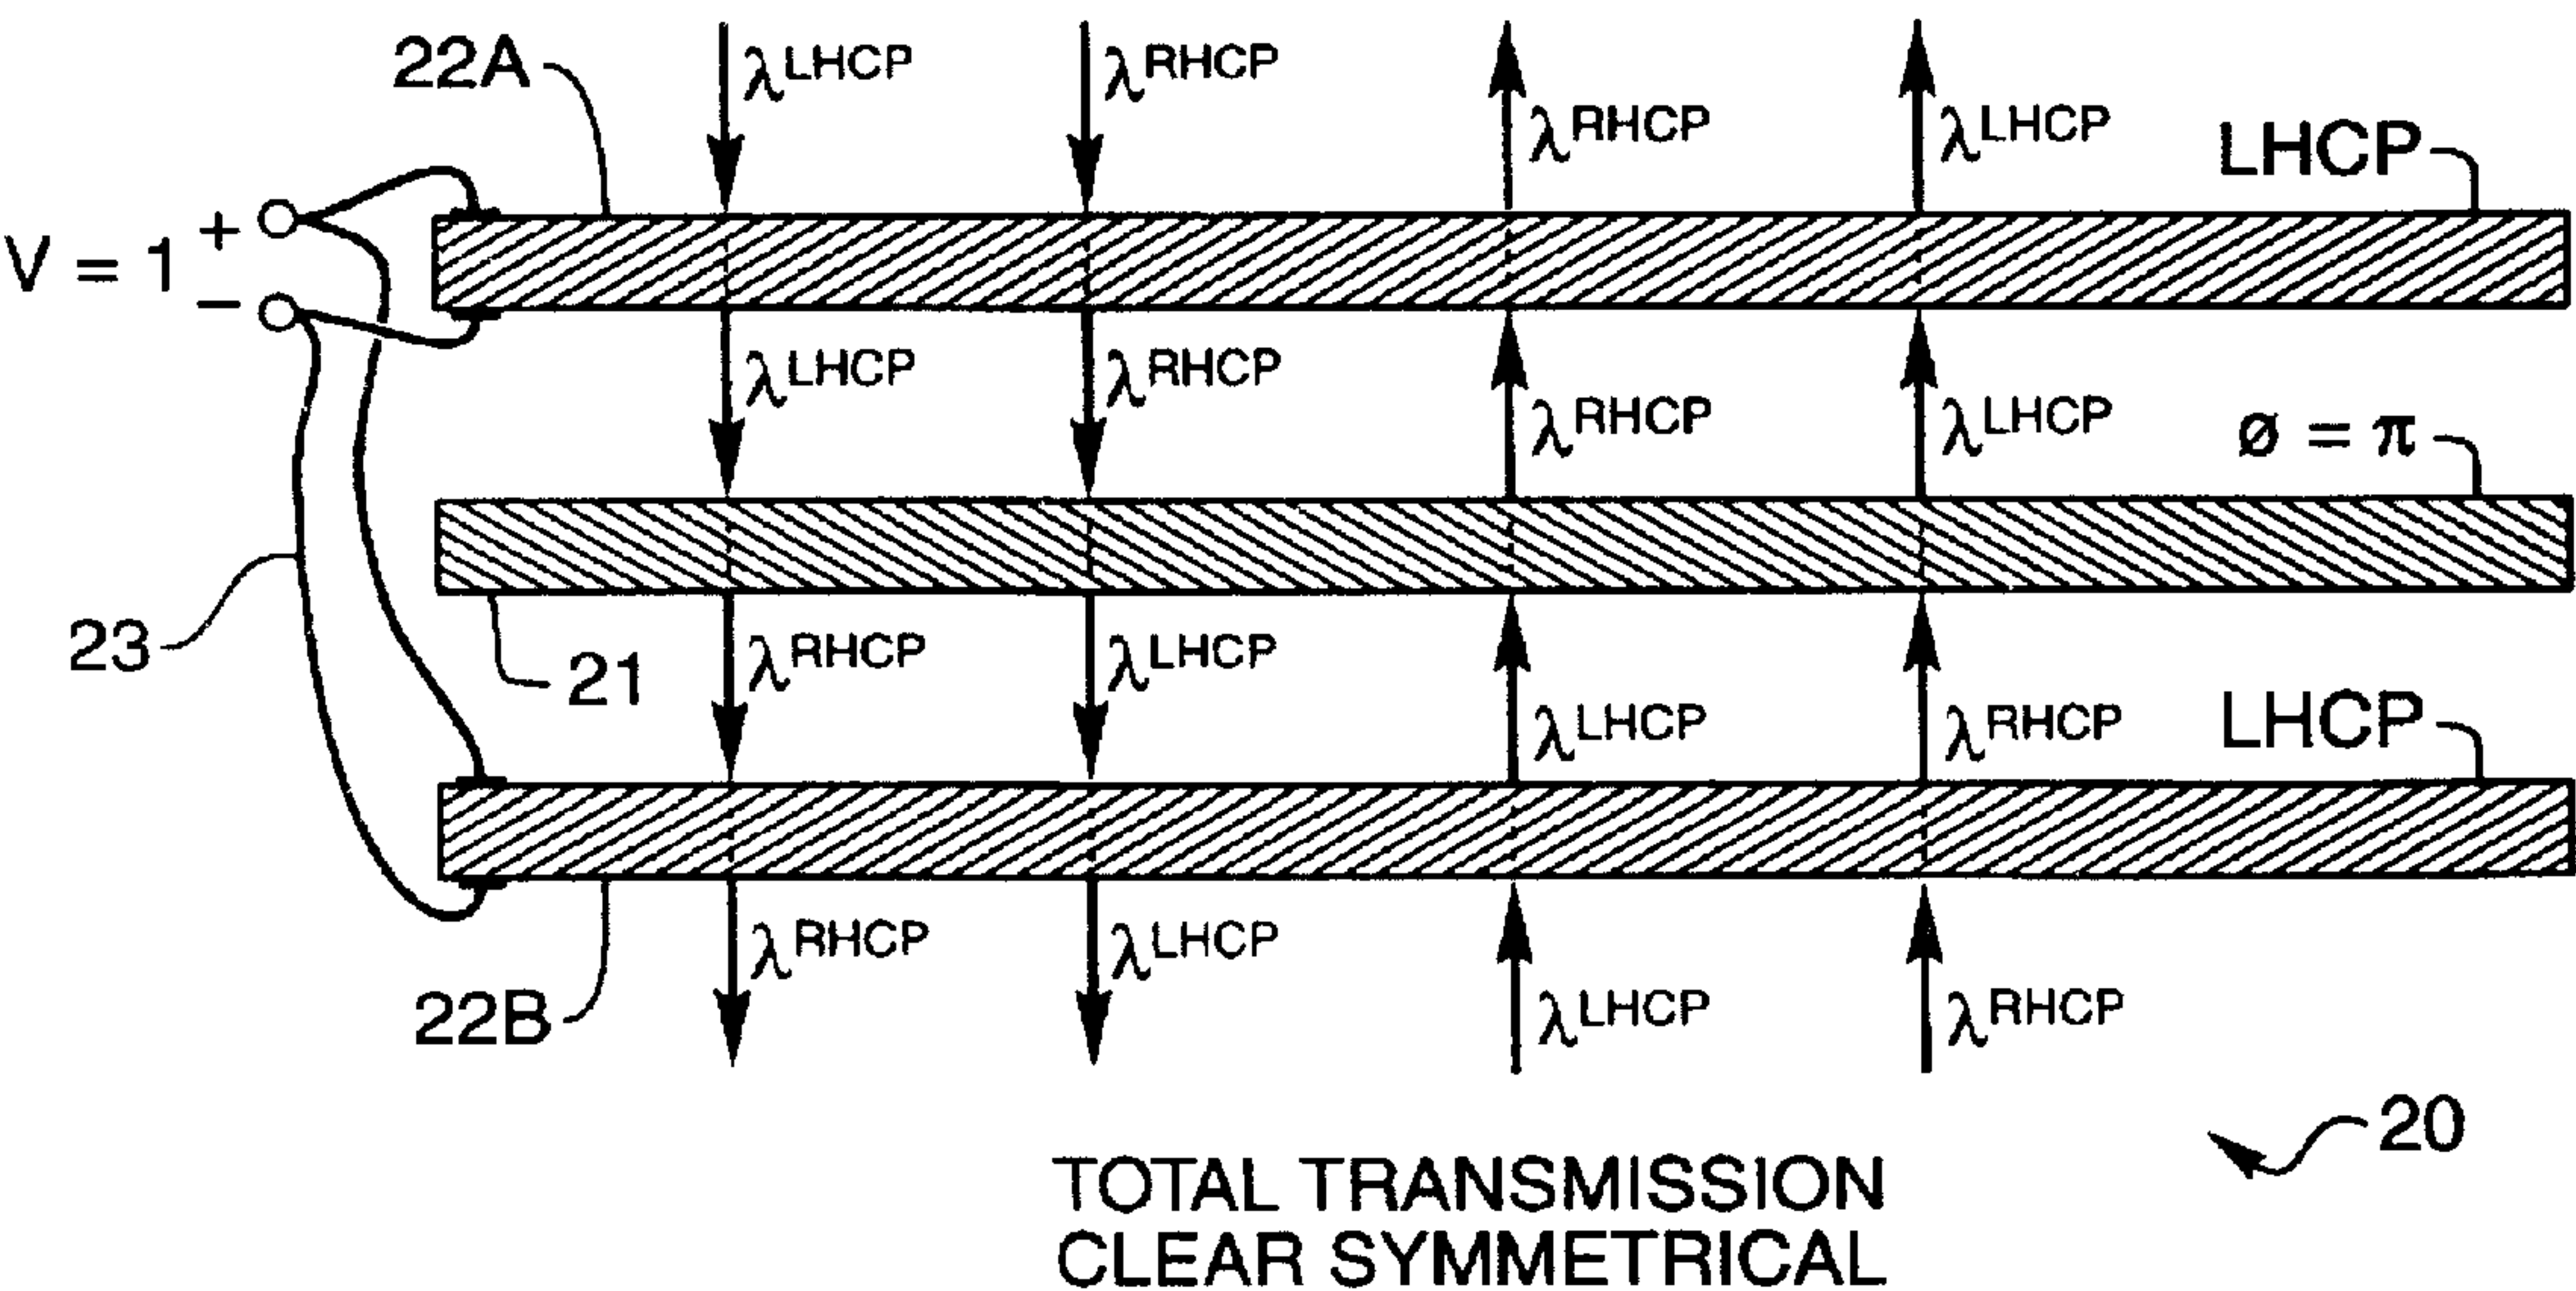 22A
λLHCP
λRHCP
λRHCP
λLHCP
LHCP
V = 1
+
−
λLHCP
λRHCP
λRHCP
λLHCP
ø = π
23
21
λRHCP
λLHCP
λLHCP
λRHCP
LHCP
22B
λRHCP
λLHCP
λLHCP
λRHCP
20
TOTAL TRANSMISSION
CLEAR SYMMETRICAL